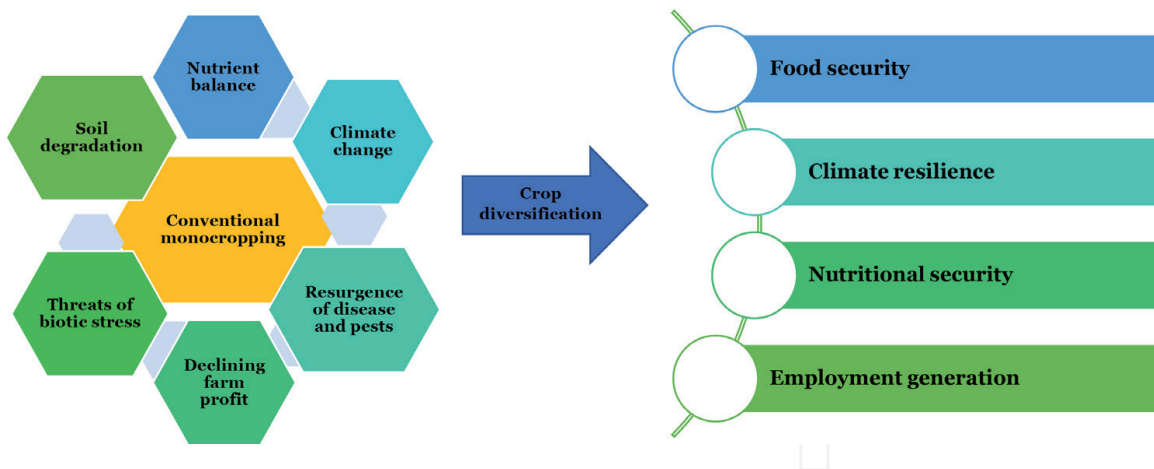 Nutrient
balance
Soil
degradation
Climate
change
Conventional
monocropping
Threats of
biotic stress
Resurgence
of disease
and pests
Declining
farm
profit
Crop
diversification
Food security
Climate resilience
Nutritional security
Employment generation